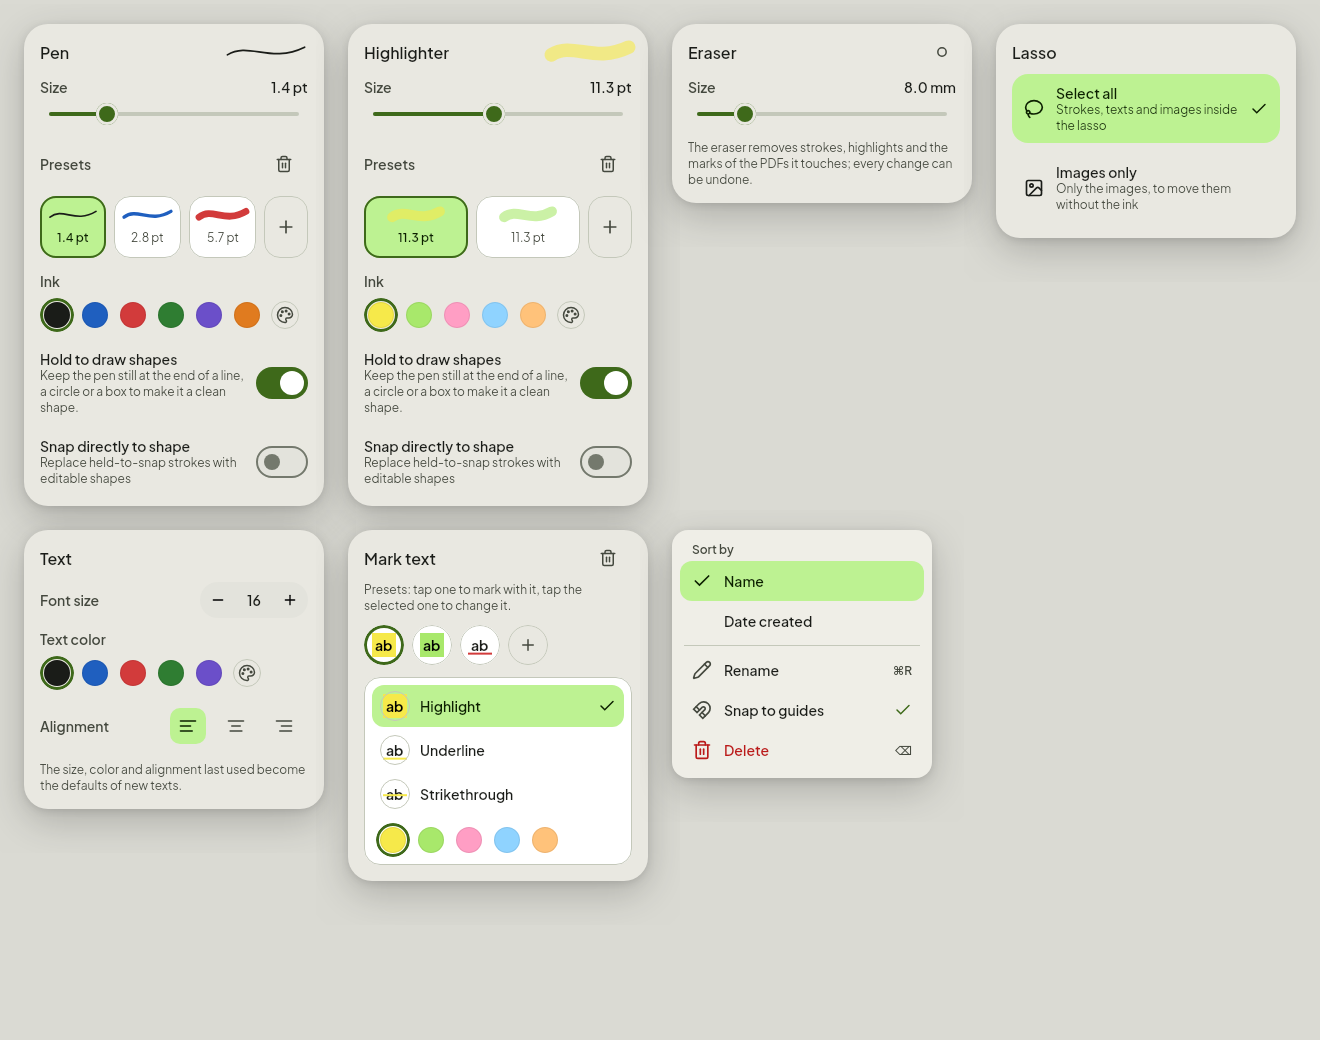 Pen
Size
1.4 pt
Presets
1.4 pt
2.8 pt
5.7 pt
Ink
Hold to draw shapes
Keep the pen still at the end of a line,
a circle or a box to make it a clean
shape.
Snap directly to shape
Replace held-to-snap strokes with
editable shapes
Highlighter
Size
11.3 pt
Presets
11.3 pt
11.3 pt
Ink
Hold to draw shapes
Keep the pen still at the end of a line,
a circle or a box to make it a clean
shape.
Snap directly to shape
Replace held-to-snap strokes with
editable shapes
Eraser
Size
8.0 mm
The eraser removes strokes, highlights and the
marks of the PDFs it touches; every change can
be undone.
Lasso
Select all
Strokes, texts and images inside
the lasso
Images only
Only the images, to move them
without the ink
Text
Font size
16
Text color
Alignment
The size, color and alignment last used become
the defaults of new texts.
Mark text
Presets: tap one to mark with it, tap the
selected one to change it.
ab
ab
ab
ab
Highlight
ab
Underline
ab
Strikethrough
Sort by
Name
Date created
Rename
⌘R
Snap to guides
Delete
⌫